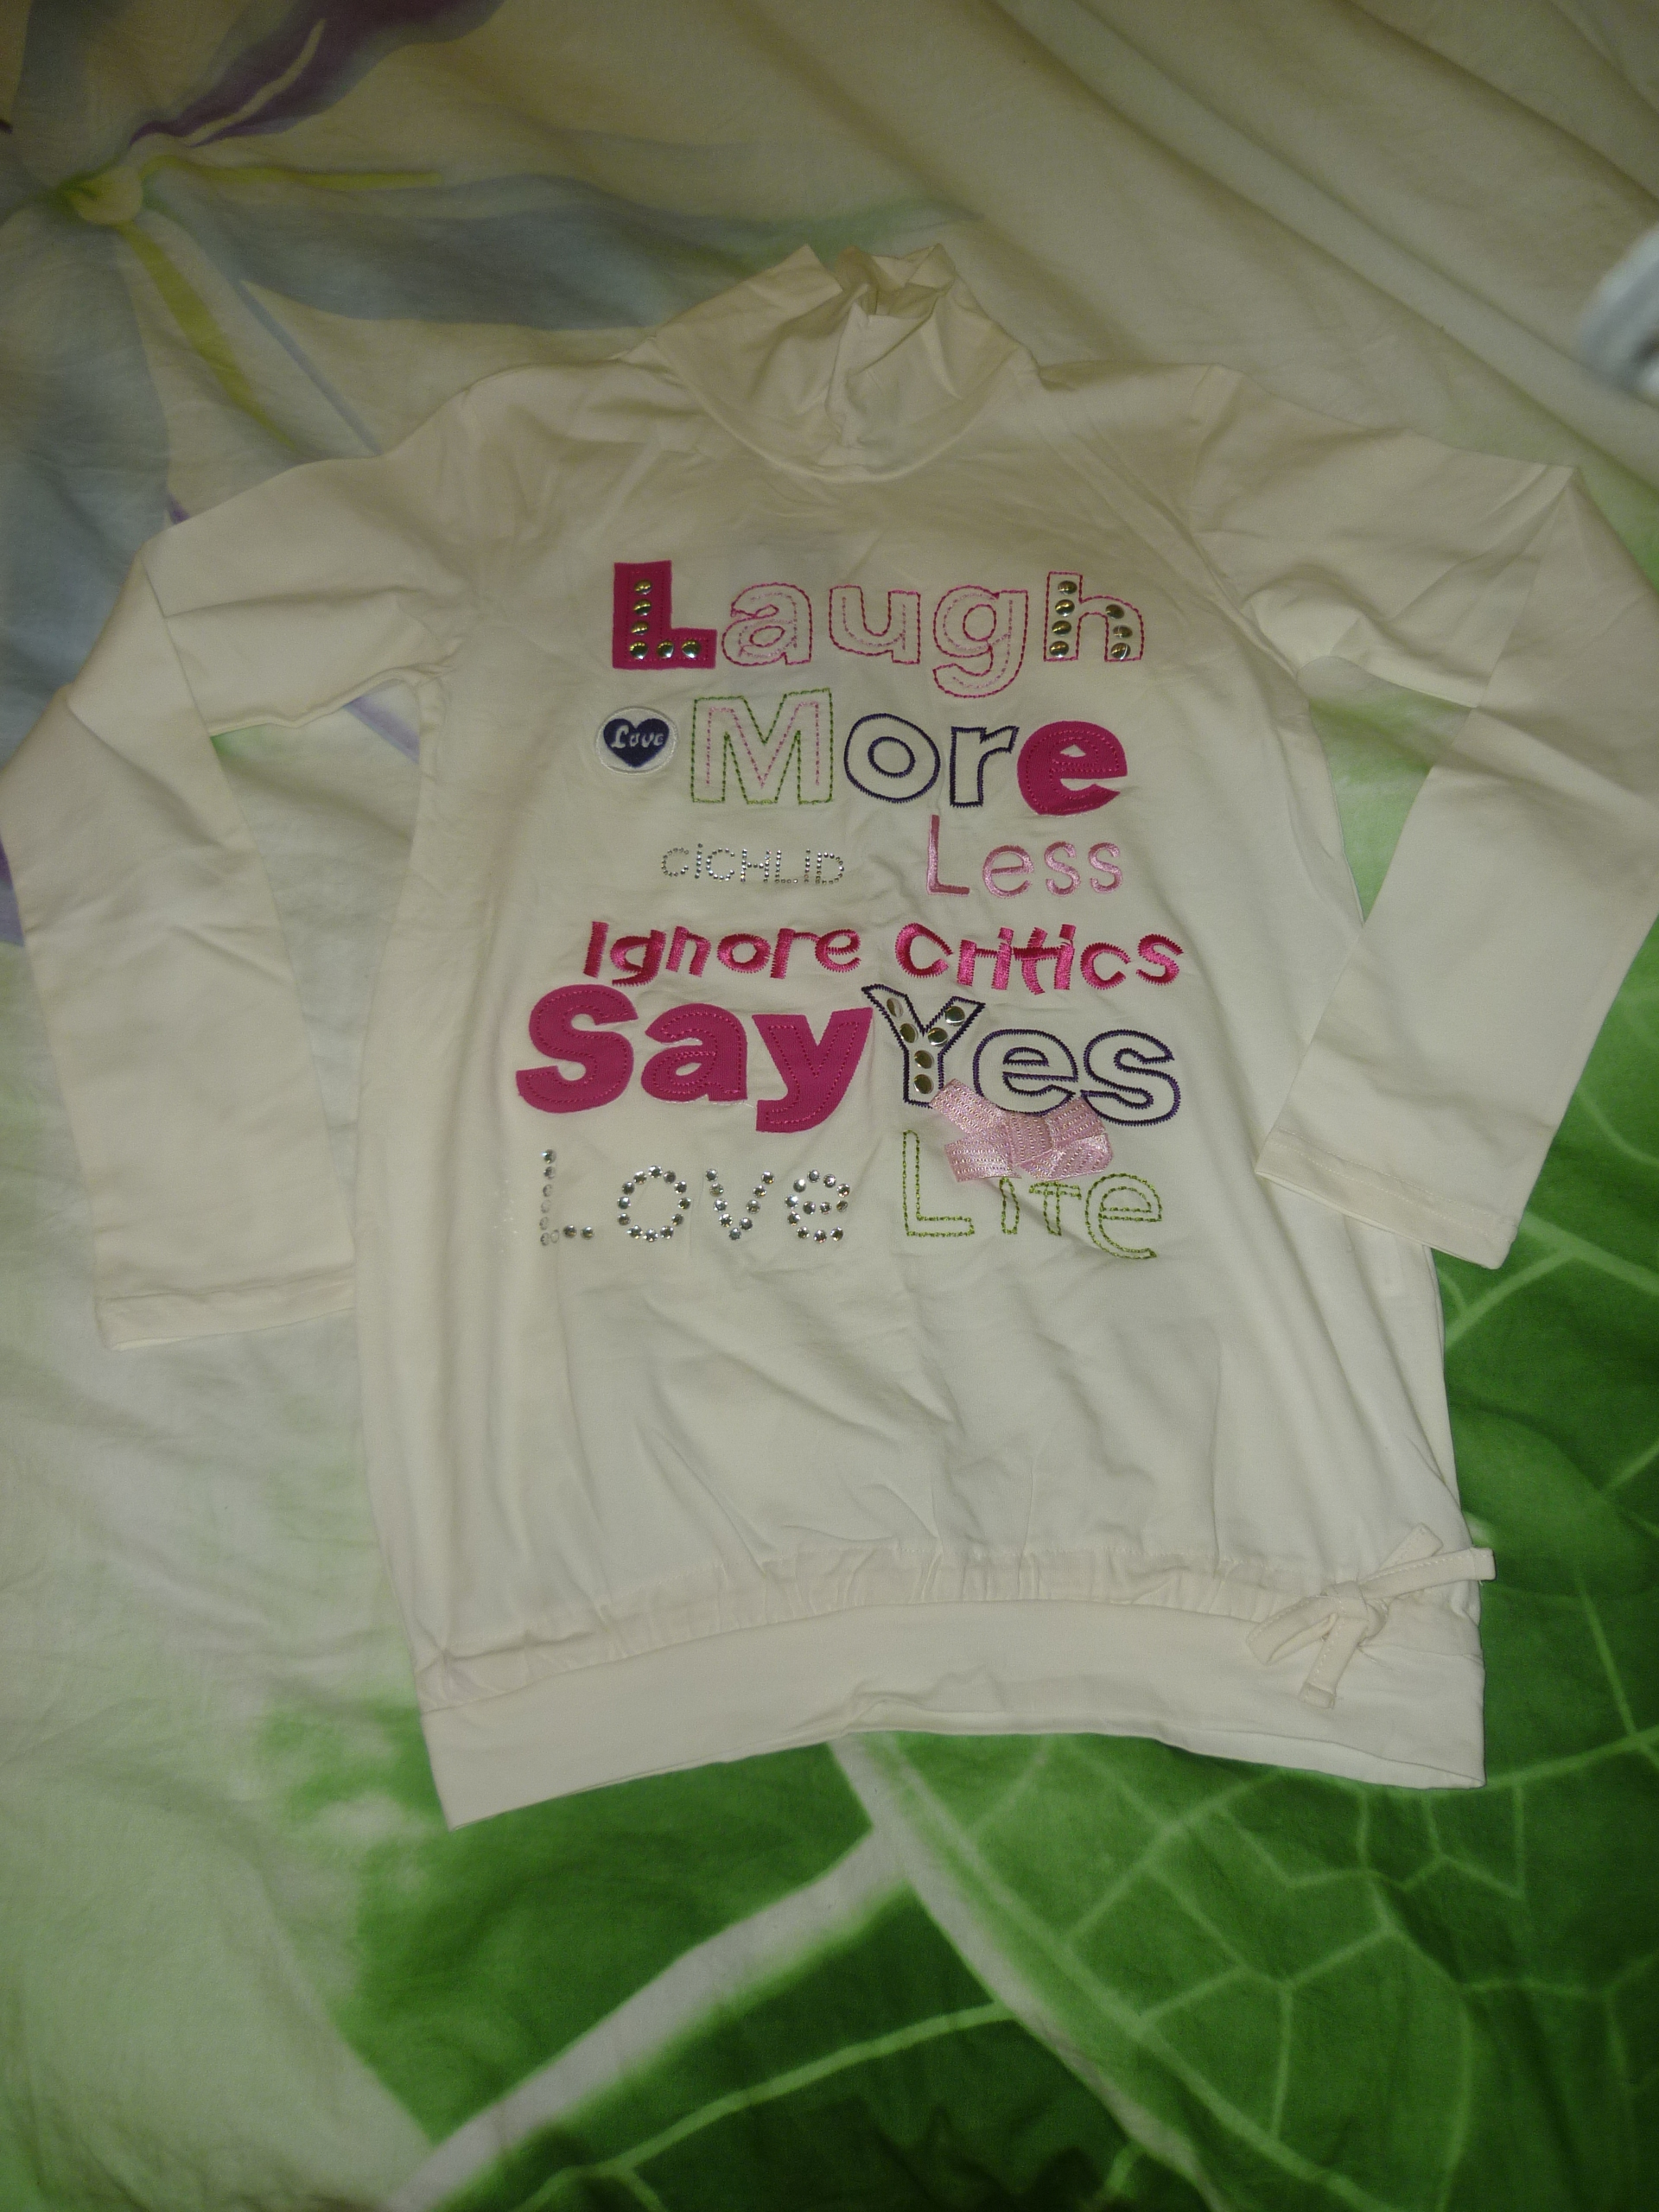 Laugh
Love More
CiCHLiD Less
Ignore Critics
Say Yes
Love Life